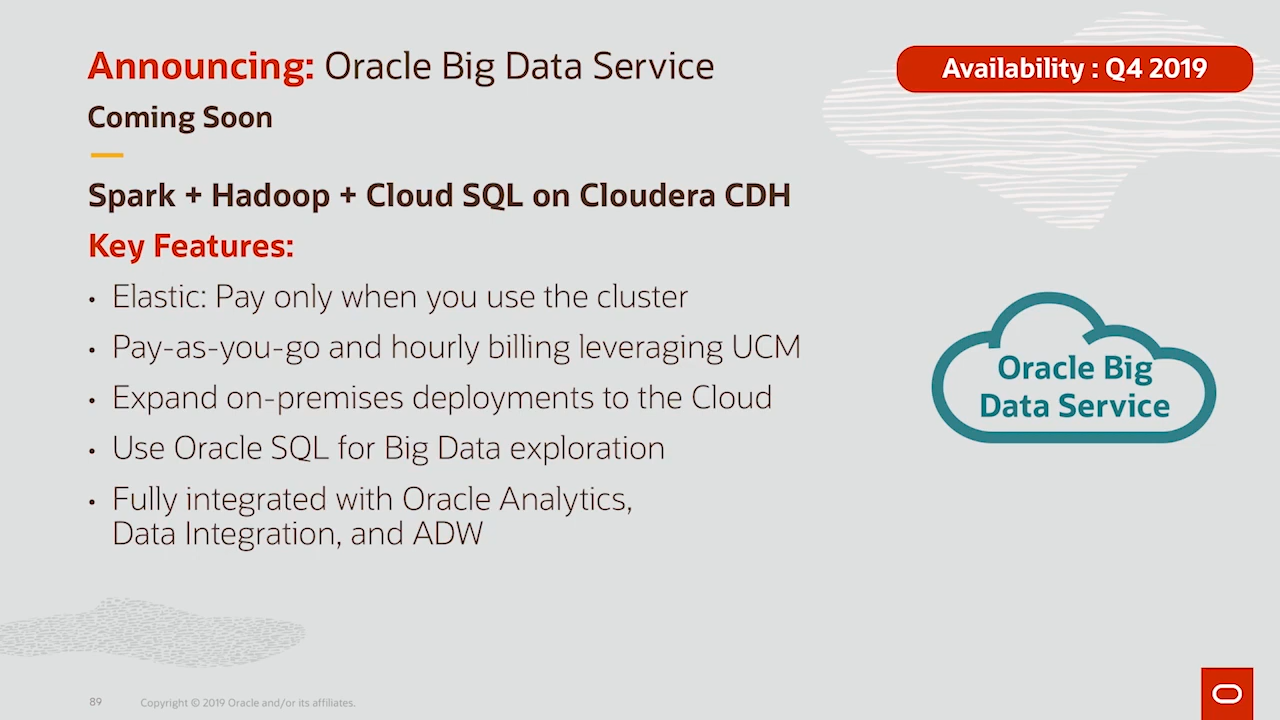 Announcing: Oracle Big Data Service
Availability : Q4 2019
Coming Soon
Spark + Hadoop + Cloud SQL on Cloudera CDH
Key Features:
• Elastic: Pay only when you use the cluster
• Pay-as-you-go and hourly billing leveraging UCM
• Expand on-premises deployments to the Cloud
• Use Oracle SQL for Big Data exploration
• Fully integrated with Oracle Analytics,
Data Integration, and ADW
Oracle Big
Data Service
89
Copyright © 2019 Oracle and/or its affiliates.